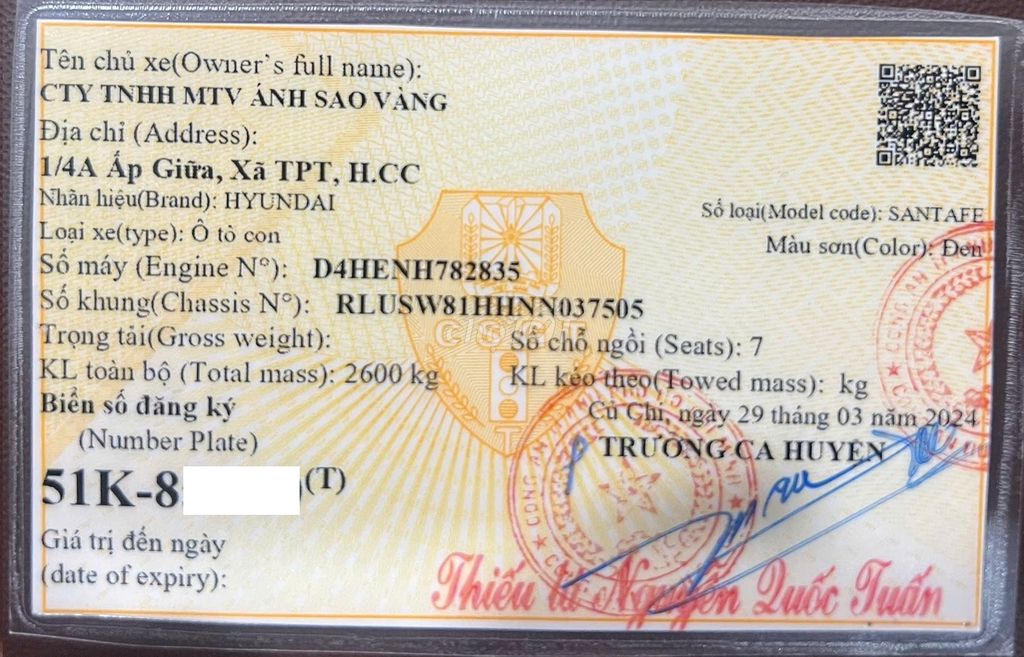 Tên chủ xe(Owner`s full name):
CTY TNHH MTV ÁNH SAO VÀNG
Địa chỉ (Address):
1/4A Ấp Giữa, Xã TPT, H.CC
Nhãn hiệu(Brand): HYUNDAI
Số loại(Model code): SANTAFE
Loại xe(type): Ô tô con
Màu sơn(Color): Đen
Số máy (Engine N°): D4HENH782835
Số khung(Chassis N°): RLUSW81HHNN037505
Trọng tải(Gross weight):
Số chỗ ngồi (Seats): 7
KL toàn bộ (Total mass): 2600 kg
KL kéo theo(Towed mass): kg
Biển số đăng ký
Củ Chi, ngày 29 tháng 03 năm 2024
(Number Plate)
TRƯỞNG CA HUYỆN
51K-8 (T)
Giá trị đến ngày
(date of expiry):
Thiếu tá Nguyễn Quốc Tuấn
CÔNG AN
chợTỐT